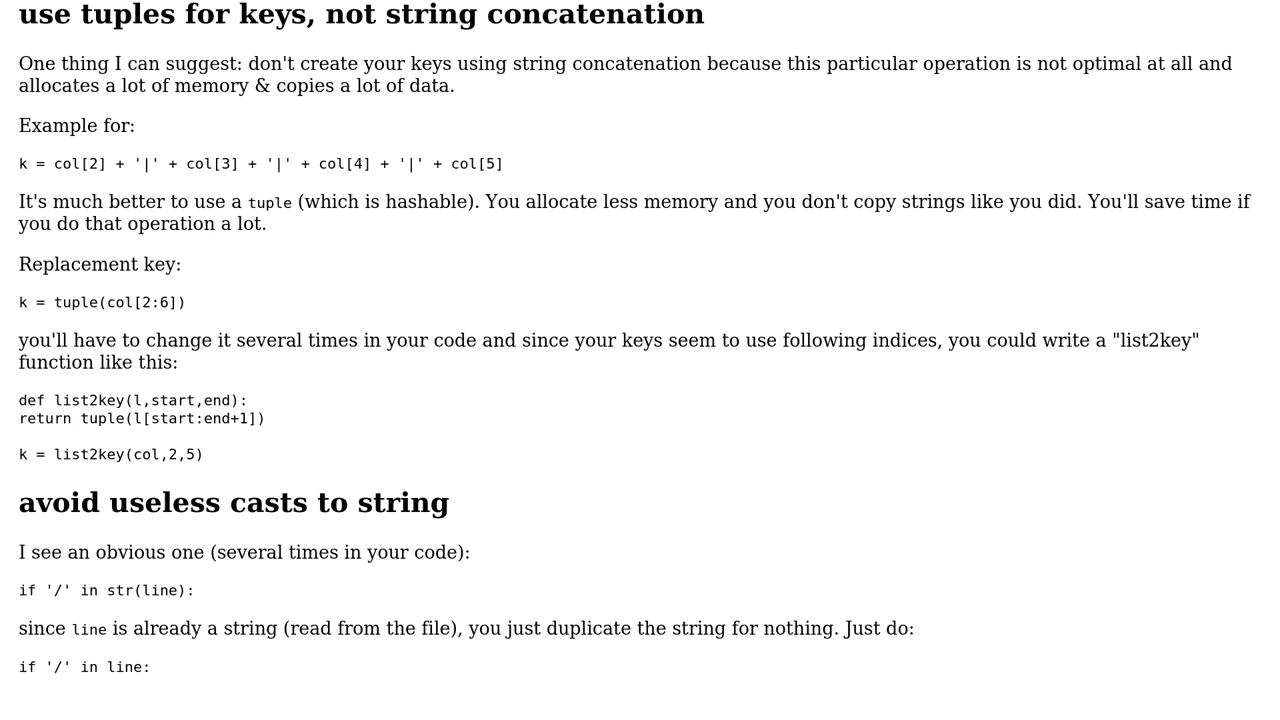 use tuples for keys, not string concatenation
One thing I can suggest: don't create your keys using string concatenation because this particular operation is not optimal at all and
allocates a lot of memory & copies a lot of data.
Example for:
k = col[2] + '|' + col[3] + '|' + col[4] + '|' + col[5]
It's much better to use a tuple (which is hashable). You allocate less memory and you don't copy strings like you did. You'll save time if
you do that operation a lot.
Replacement key:
k = tuple(col[2:6])
you'll have to change it several times in your code and since your keys seem to use following indices, you could write a "list2key"
function like this:
def list2key(l,start,end):
return tuple(l[start:end+1])
k = list2key(col,2,5)
avoid useless casts to string
I see an obvious one (several times in your code):
if '/' in str(line):
since line is already a string (read from the file), you just duplicate the string for nothing. Just do:
if '/' in line: